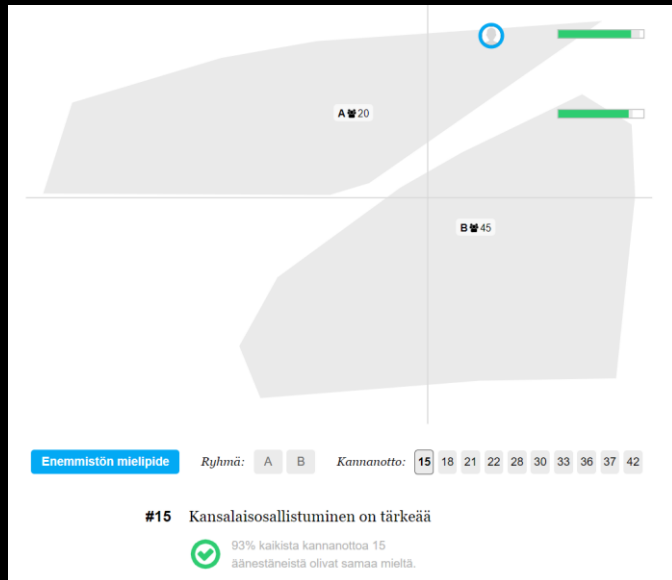 A 20
B 45
Enemmistön mielipide Ryhmä: A B Kannanotto: 15 18 21 22 28 30 33 36 37 42
#15 Kansalaisosallistuminen on tärkeää
93% kaikista kannanottoa 15
äänestäneistä olivat samaa mieltä.